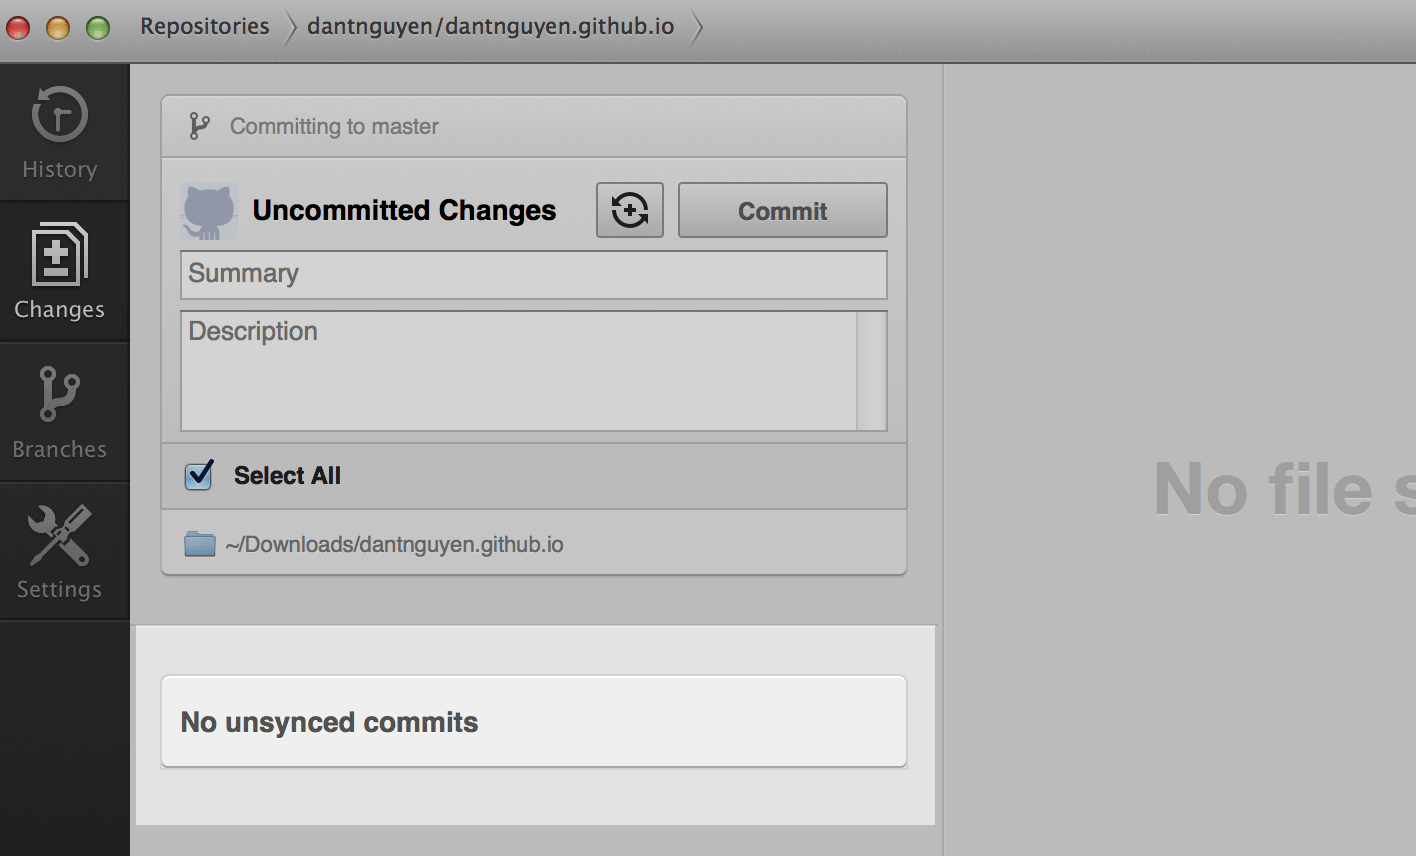 Repositories
dantnguyen/dantnguyen.github.io
History
Changes
Branches
Settings
Committing to master
Uncommitted Changes
Commit
Summary
Description
Select All
~/Downloads/dantnguyen.github.io
No unsynced commits
No file s